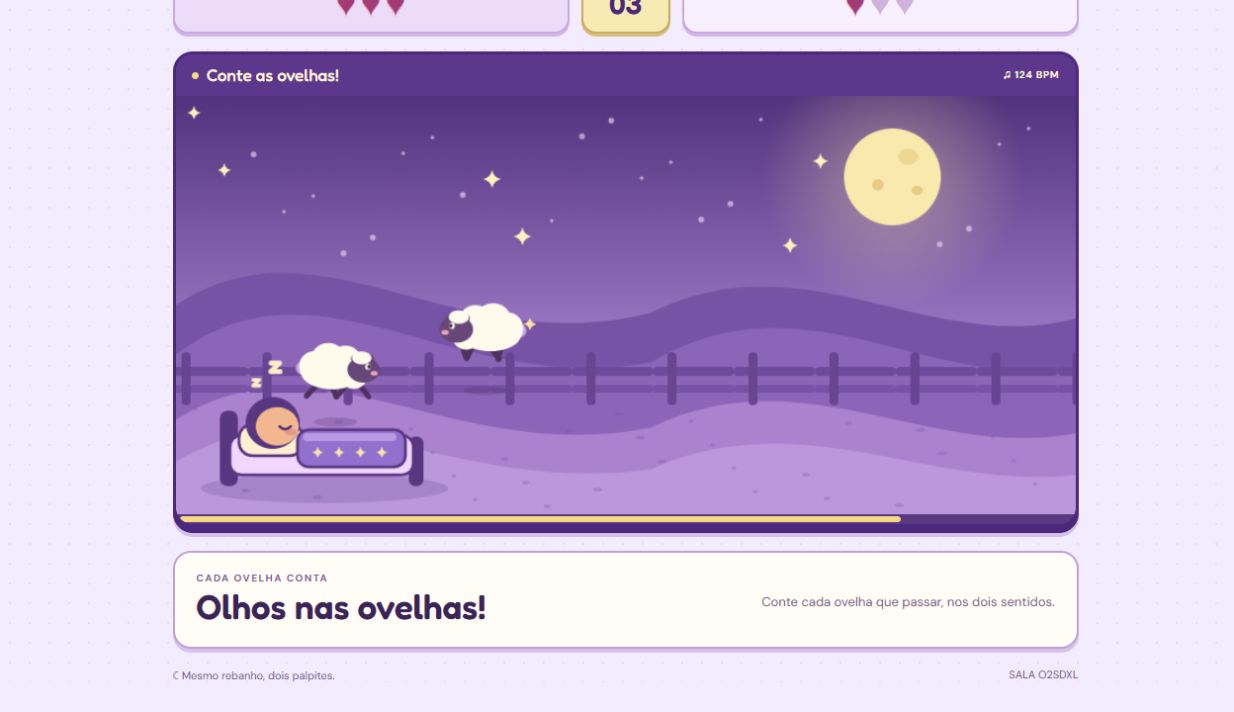 03
Conte as ovelhas!
♫ 124 BPM
z
z
CADA OVELHA CONTA
Olhos nas ovelhas!
Conte cada ovelha que passar, nos dois sentidos.
☾ Mesmo rebanho, dois palpites.
SALA O2SDXL